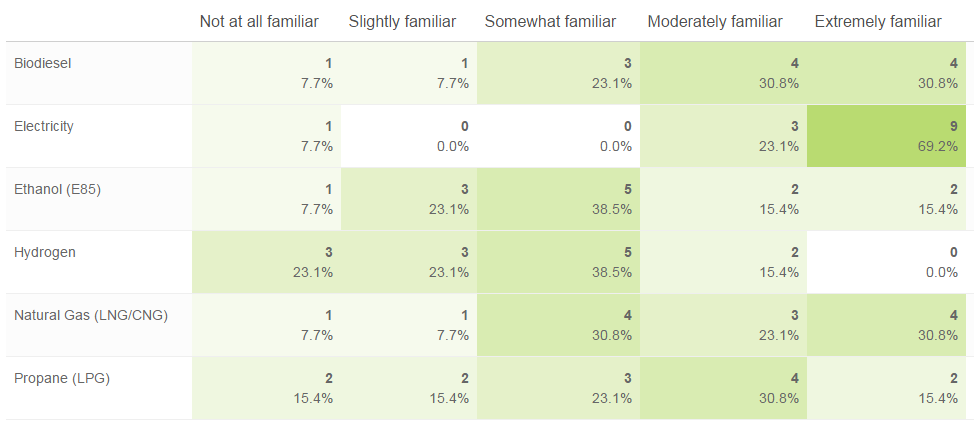 Not at all familiar Slightly familiar Somewhat familiar Moderately familiar Extremely familiar
Biodiesel 1 1 3 4 4
7.7% 7.7% 23.1% 30.8% 30.8%
Electricity 1 0 0 3 9
7.7% 0.0% 0.0% 23.1% 69.2%
Ethanol (E85) 1 3 5 2 2
7.7% 23.1% 38.5% 15.4% 15.4%
Hydrogen 3 3 5 2 0
23.1% 23.1% 38.5% 15.4% 0.0%
Natural Gas (LNG/CNG) 1 1 4 3 4
7.7% 7.7% 30.8% 23.1% 30.8%
Propane (LPG) 2 2 3 4 2
15.4% 15.4% 23.1% 30.8% 15.4%